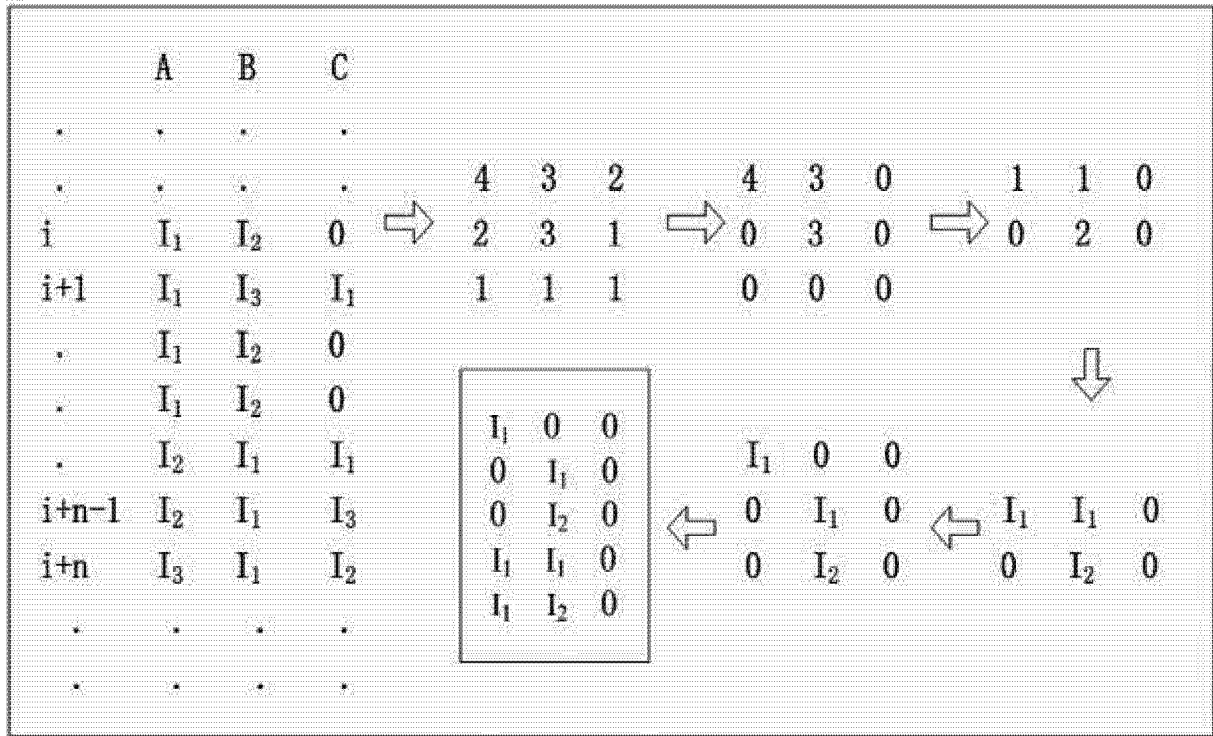 A B C
. . . .
. . . .
i I₁ I₂ 0
i+1 I₁ I₃ I₁
. I₁ I₂ 0
. I₁ I₂ 0
. I₂ I₁ I₁
i+n-1 I₂ I₁ I₃
i+n I₃ I₁ I₂
. . . .
. . . .
4 3 2
2 3 1
1 1 1
4 3 0
0 3 0
0 0 0
1 1 0
0 2 0
I₁ I₁ 0
0 I₂ 0
I₁ 0 0
0 I₁ 0
0 I₂ 0
I₁ 0 0
0 I₁ 0
0 I₂ 0
I₁ I₁ 0
I₁ I₂ 0